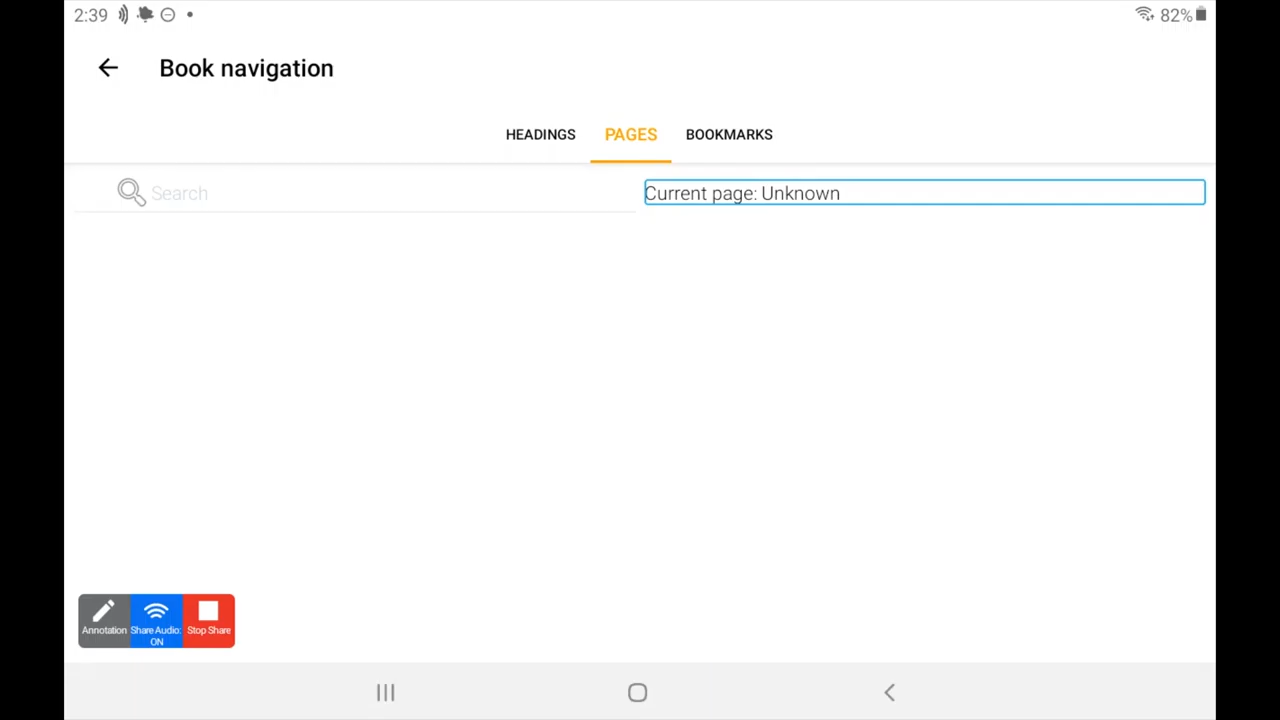 2:39
82%
Book navigation
HEADINGS
PAGES
BOOKMARKS
Search
Current page: Unknown
Annotation
Share Audio:
ON
Stop Share